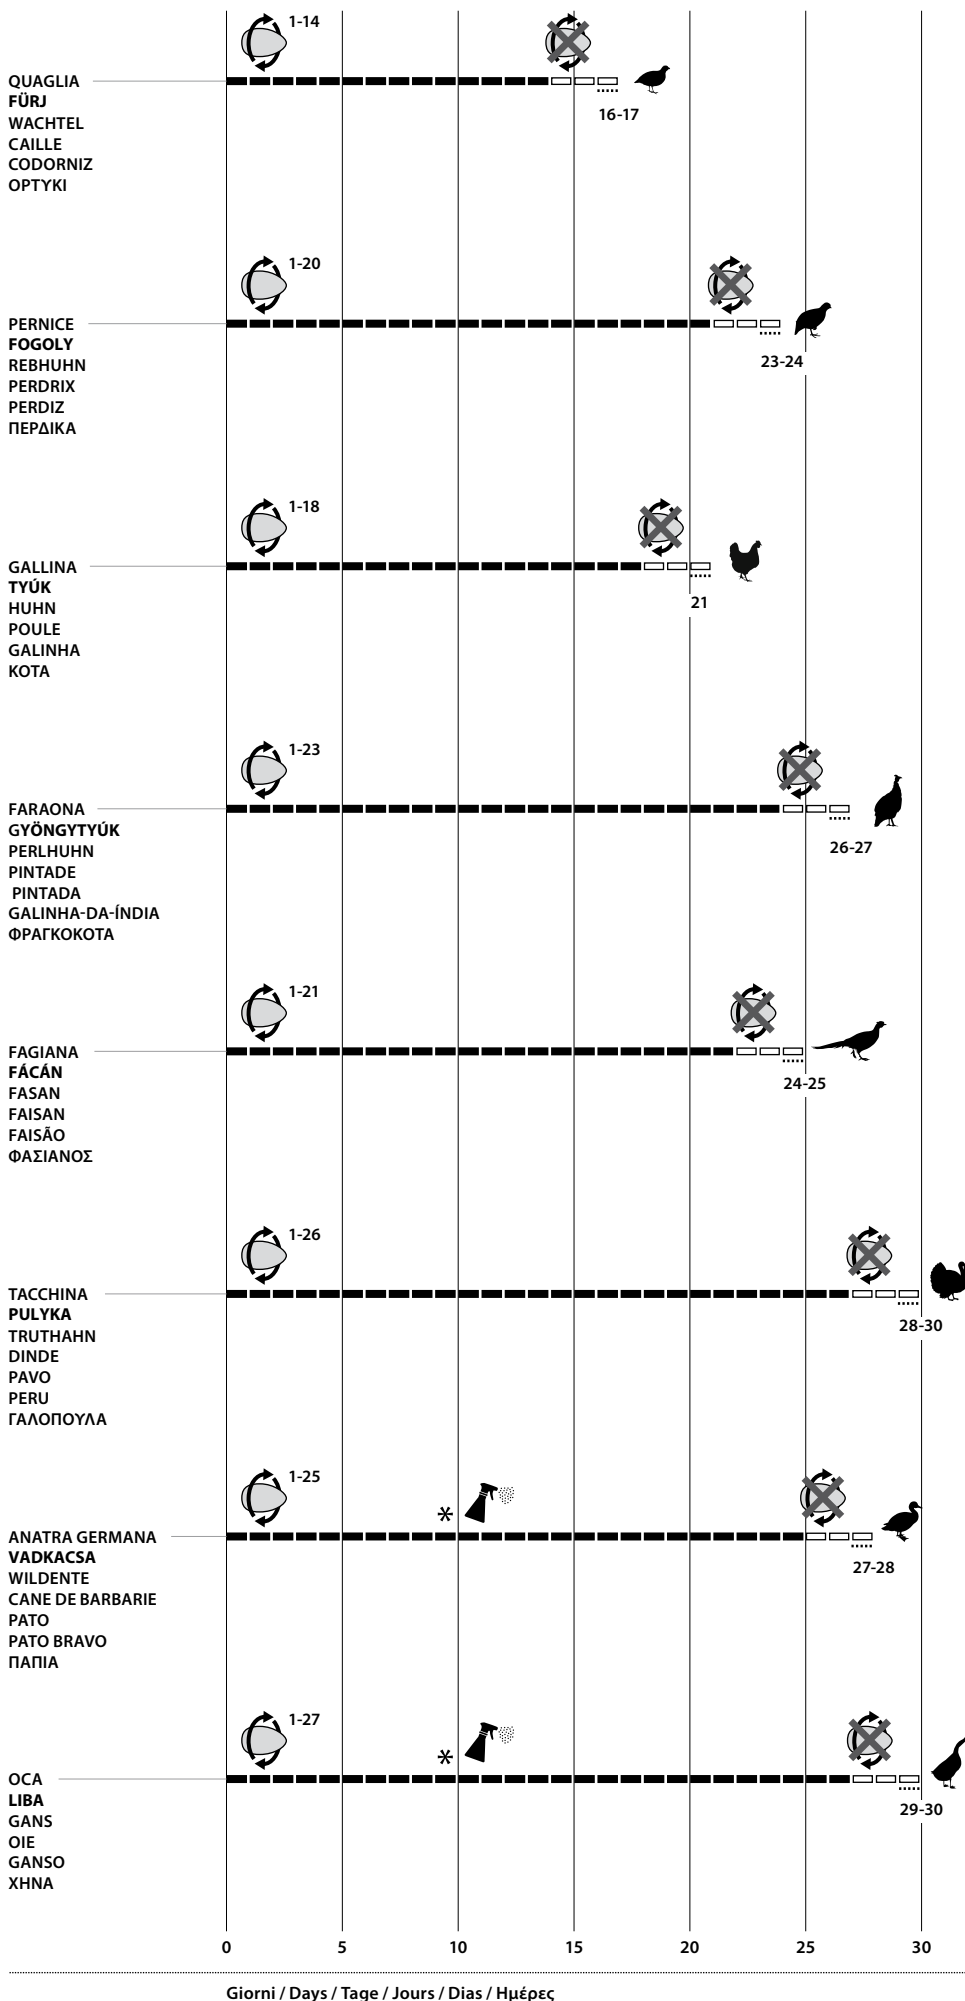 1-14
QUAGLIA
FÜRJ
WACHTEL
CAILLE
CODORNIZ
ΟΡΤΥΚΙ
16-17
1-20
PERNICE
FOGOLY
REBHUHN
PERDRIX
PERDIZ
ΠΕΡΔΙΚΑ
23-24
1-18
GALLINA
TYÚK
HUHN
POULE
GALINHA
ΚΟΤΑ
21
1-23
FARAONA
GYÖNGYTYÚK
PERLHUHN
PINTADE
PINTADA
GALINHA-DA-ÍNDIA
ΦΡΑΓΚΟΚΟΤΑ
26-27
1-21
FAGIANA
FÁCÁN
FASAN
FAISAN
FAISÃO
ΦΑΣΙΑΝΟΣ
24-25
1-26
TACCHINA
PULYKA
TRUTHAHN
DINDE
PAVO
PERU
ΓΑΛΟΠΟΥΛΑ
28-30
1-25
*
ANATRA GERMANA
VADKACSA
WILDENTE
CANE DE BARBARIE
PATO
PATO BRAVO
ΠΑΠΙΑ
27-28
1-27
*
OCA
LIBA
GANS
OIE
GANSO
ΧΗΝΑ
29-30
0 5 10 15 20 25 30
Giorni / Days / Tage / Jours / Dias / Ημέρες